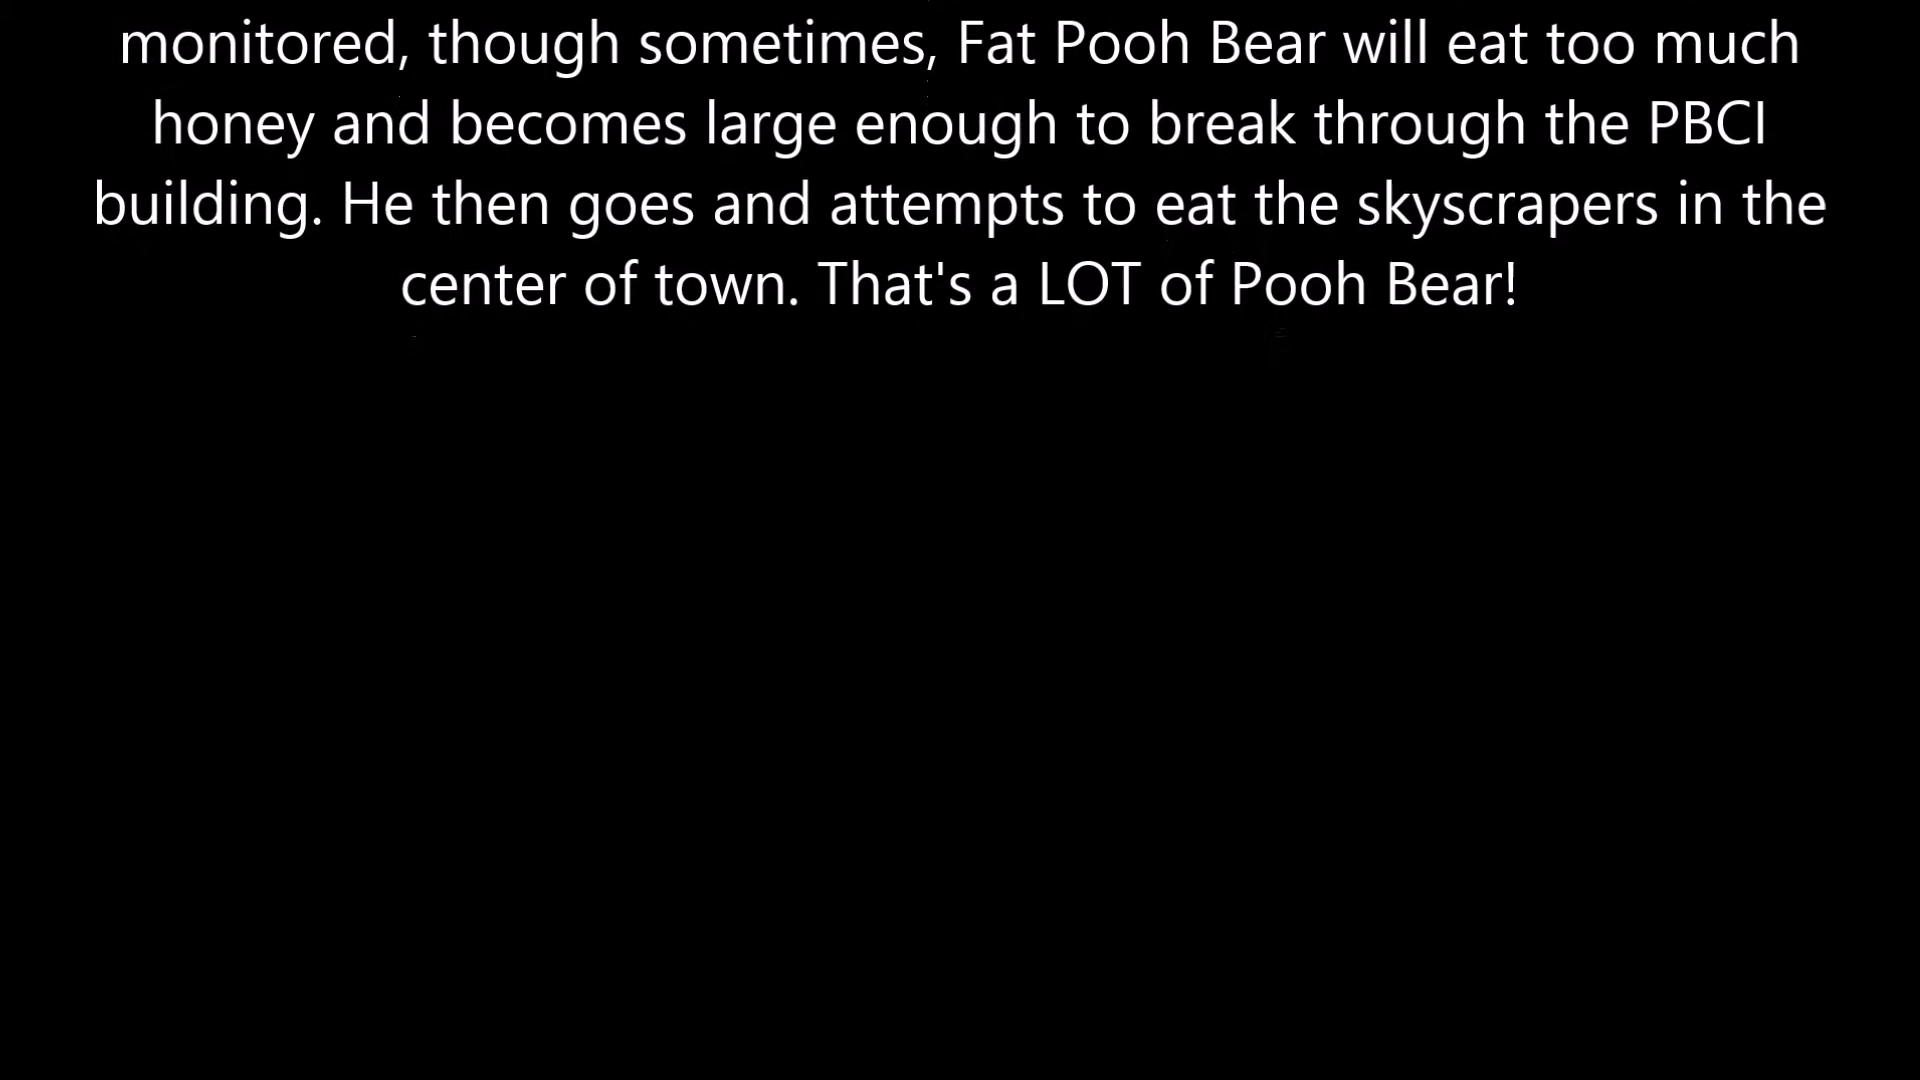 monitored, though sometimes, Fat Pooh Bear will eat too much
honey and becomes large enough to break through the PBCI
building. He then goes and attempts to eat the skyscrapers in the
center of town. That's a LOT of Pooh Bear!